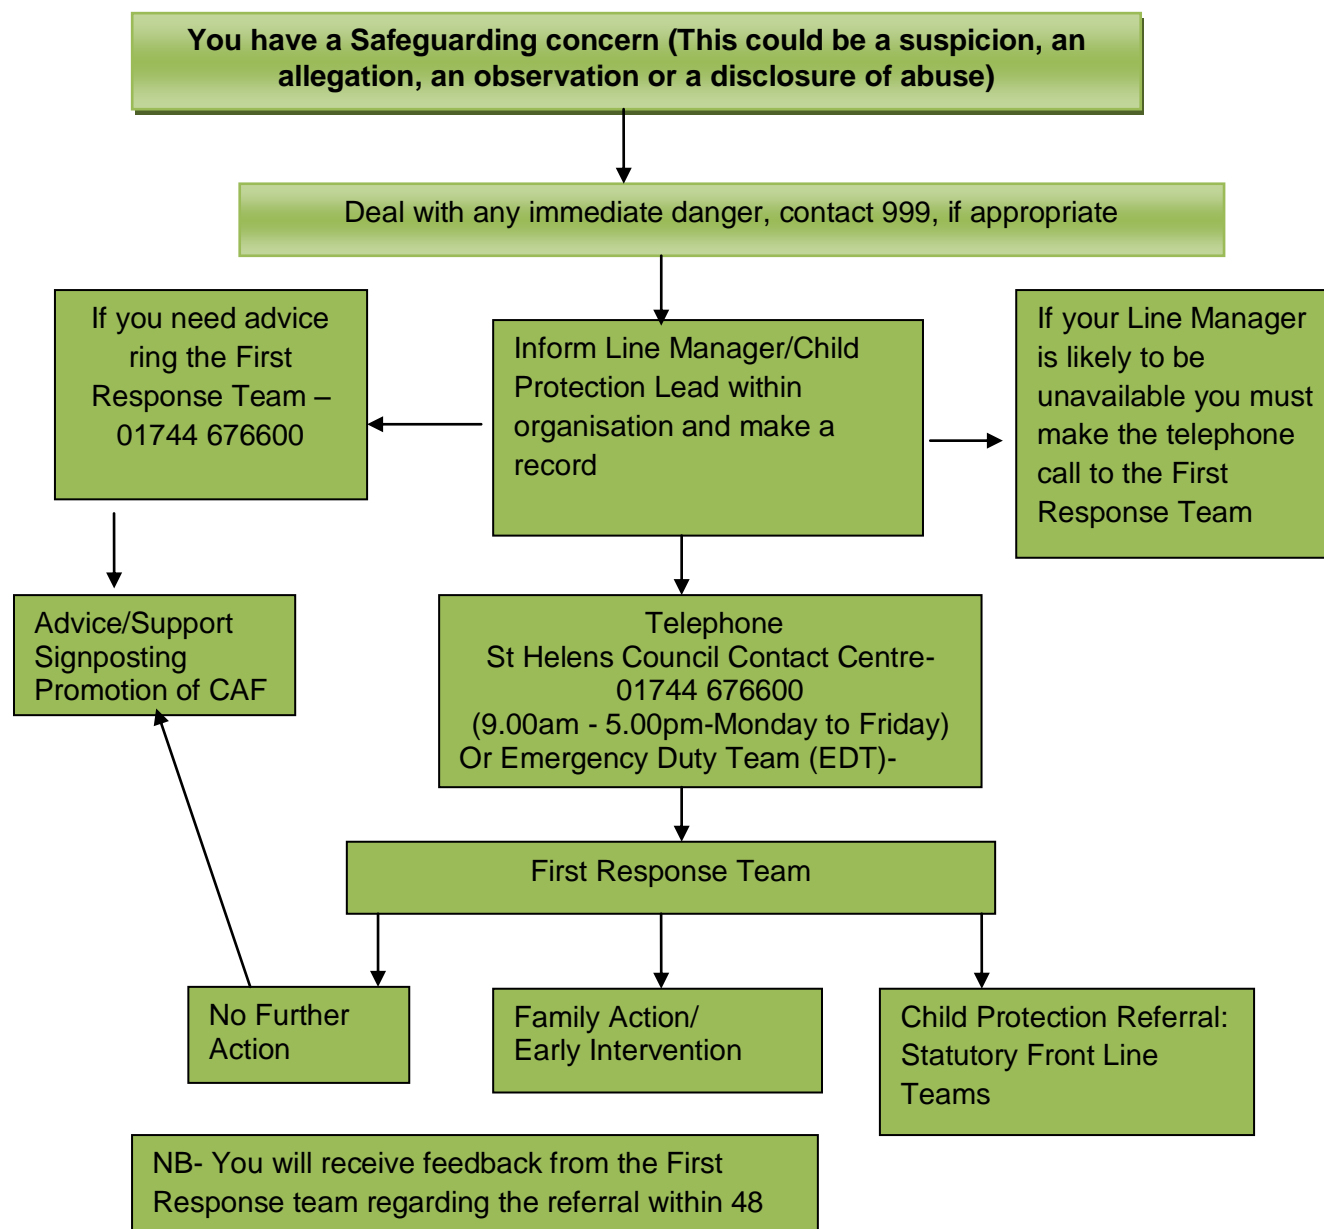 You have a Safeguarding concern (This could be a suspicion, an
allegation, an observation or a disclosure of abuse)
Deal with any immediate danger, contact 999, if appropriate
If you need advice
ring the First
Response Team –
01744 676600
Inform Line Manager/Child
Protection Lead within
organisation and make a
record
If your Line Manager
is likely to be
unavailable you must
make the telephone
call to the First
Response Team
Advice/Support
Signposting
Promotion of CAF
Telephone
St Helens Council Contact Centre-
01744 676600
(9.00am - 5.00pm-Monday to Friday)
Or Emergency Duty Team (EDT)-
First Response Team
No Further
Action
Family Action/
Early Intervention
Child Protection Referral:
Statutory Front Line
Teams
NB- You will receive feedback from the First
Response team regarding the referral within 48